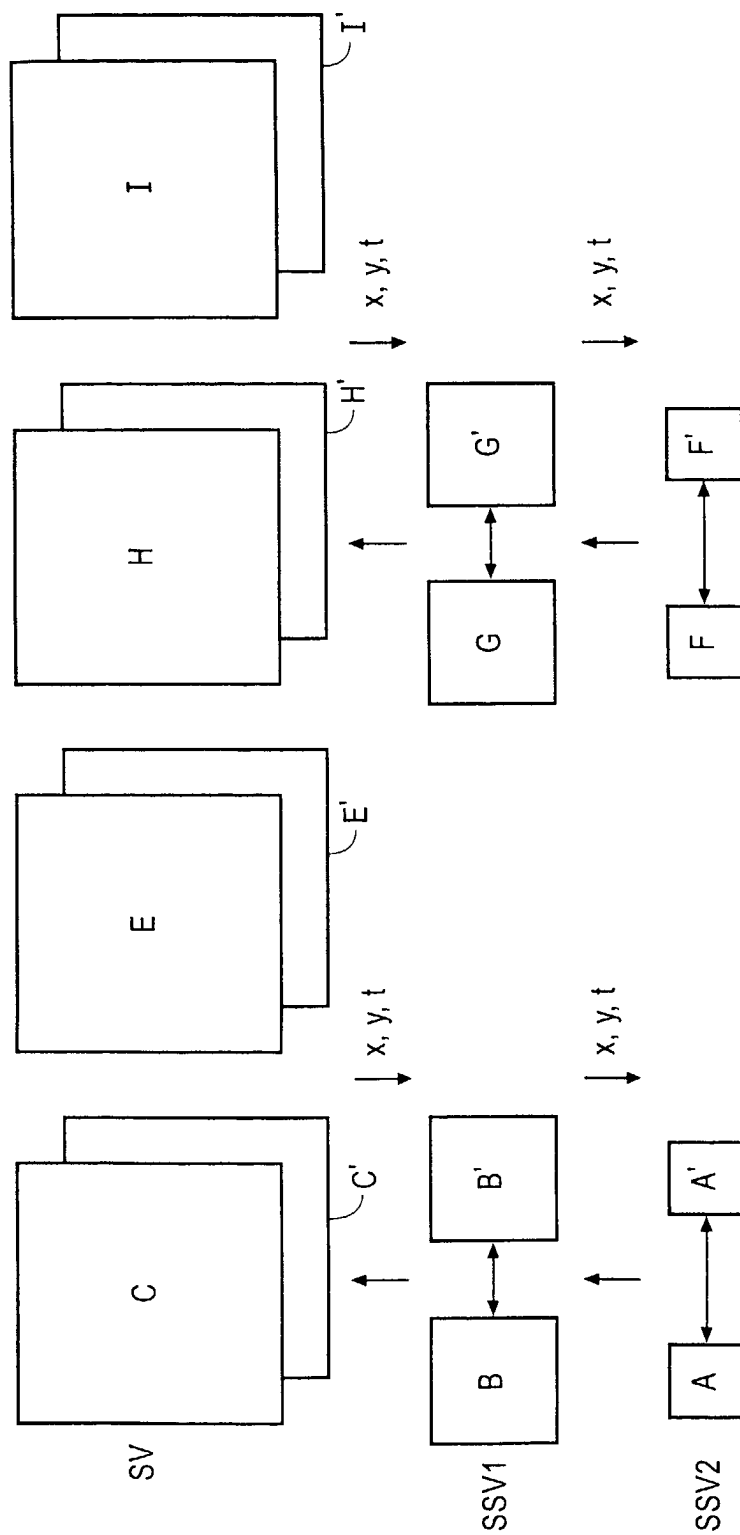 SV
C
C'
E
E'
H
H'
I
I'
x, y, t
x, y, t
SSV1
B
B'
G
G'
x, y, t
x, y, t
SSV2
A
A'
F
F'